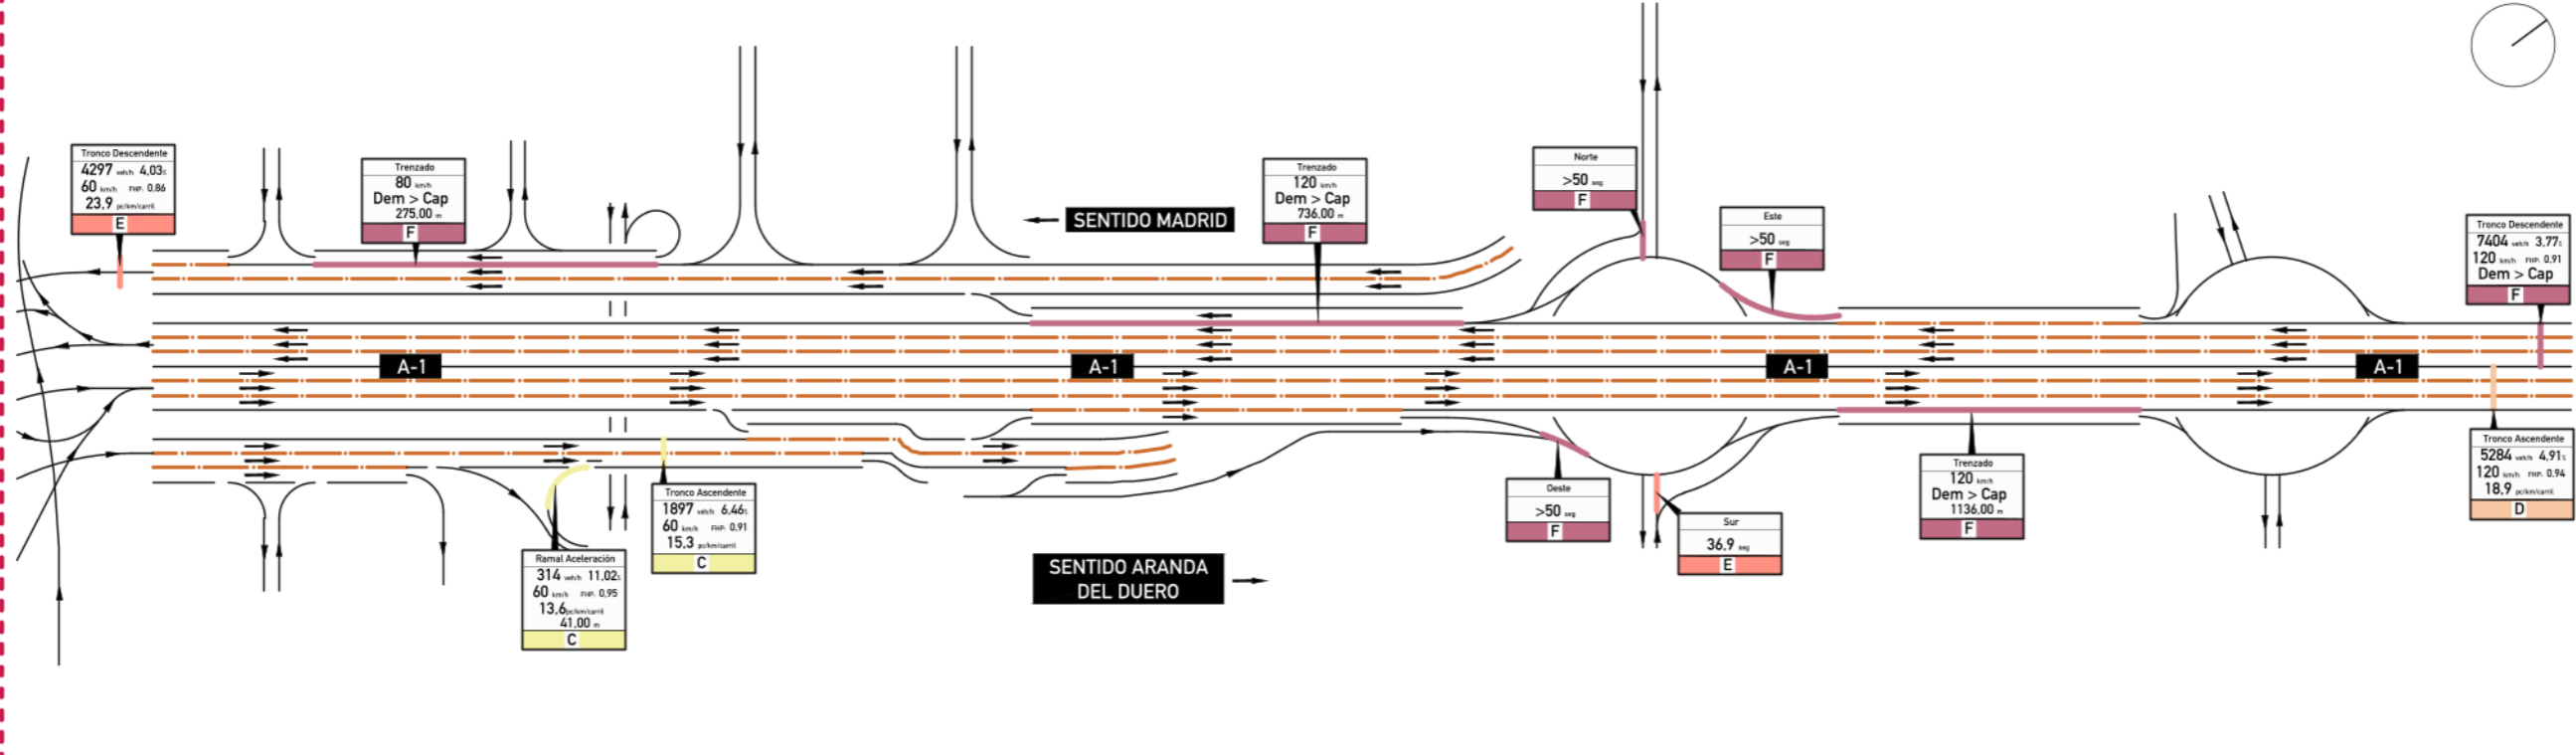 Tronco Descendente
4297 veh/h 4,03%
60 km/h FHP: 0,86
23,9 pc/km/carril
E
Trenzado
80 km/h
Dem > Cap
275,00 m
F
SENTIDO MADRID
Trenzado
120 km/h
Dem > Cap
736,00 m
F
Norte
>50 seg
F
Este
>50 seg
F
Tronco Descendente
7404 veh/h 3,77%
120 km/h FHP: 0,91
Dem > Cap
F
A-1
A-1
A-1
A-1
Ramal Aceleración
314 veh/h 11,02%
60 km/h FHP: 0,95
13,6 pc/km/carril
41,00 m
C
Tronco Ascendente
1897 veh/h 6,46%
60 km/h FHP: 0,91
15,3 pc/km/carril
C
SENTIDO ARANDA
DEL DUERO
Oeste
>50 seg
F
Sur
36,9 seg
E
Trenzado
120 km/h
Dem > Cap
1136,00 m
F
Tronco Ascendente
5284 veh/h 4,91%
120 km/h FHP: 0,94
18,9 pc/km/carril
D